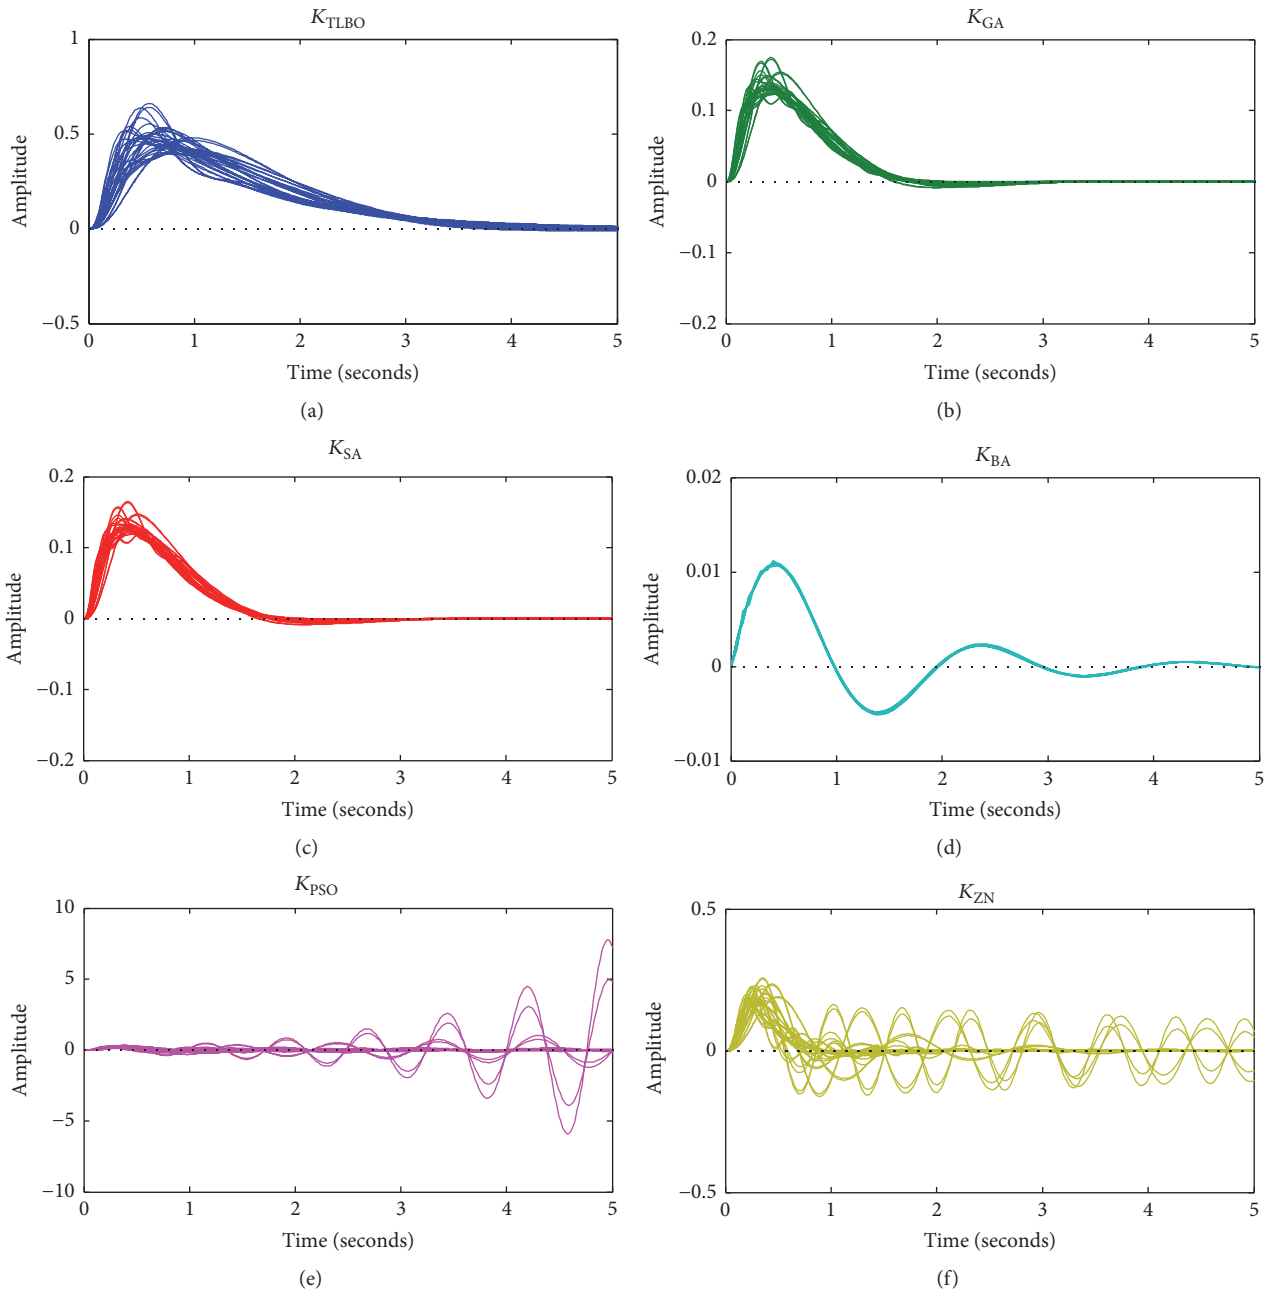 K_TLBO
1
0.5
0
−0.5
Amplitude
0 1 2 3 4 5
Time (seconds)
(a)
K_GA
0.2
0.1
0
−0.1
−0.2
Amplitude
0 1 2 3 4 5
Time (seconds)
(b)
K_SA
0.2
0.1
0
−0.1
−0.2
Amplitude
0 1 2 3 4 5
Time (seconds)
(c)
K_BA
0.02
0.01
0
−0.01
Amplitude
0 1 2 3 4 5
Time (seconds)
(d)
K_PSO
10
5
0
−5
−10
Amplitude
0 1 2 3 4 5
Time (seconds)
(e)
K_ZN
0.5
0
−0.5
Amplitude
0 1 2 3 4 5
Time (seconds)
(f)